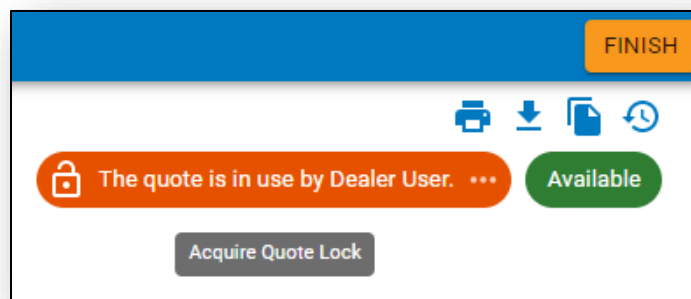 FINISH
The quote is in use by Dealer User. •••
Available
Acquire Quote Lock